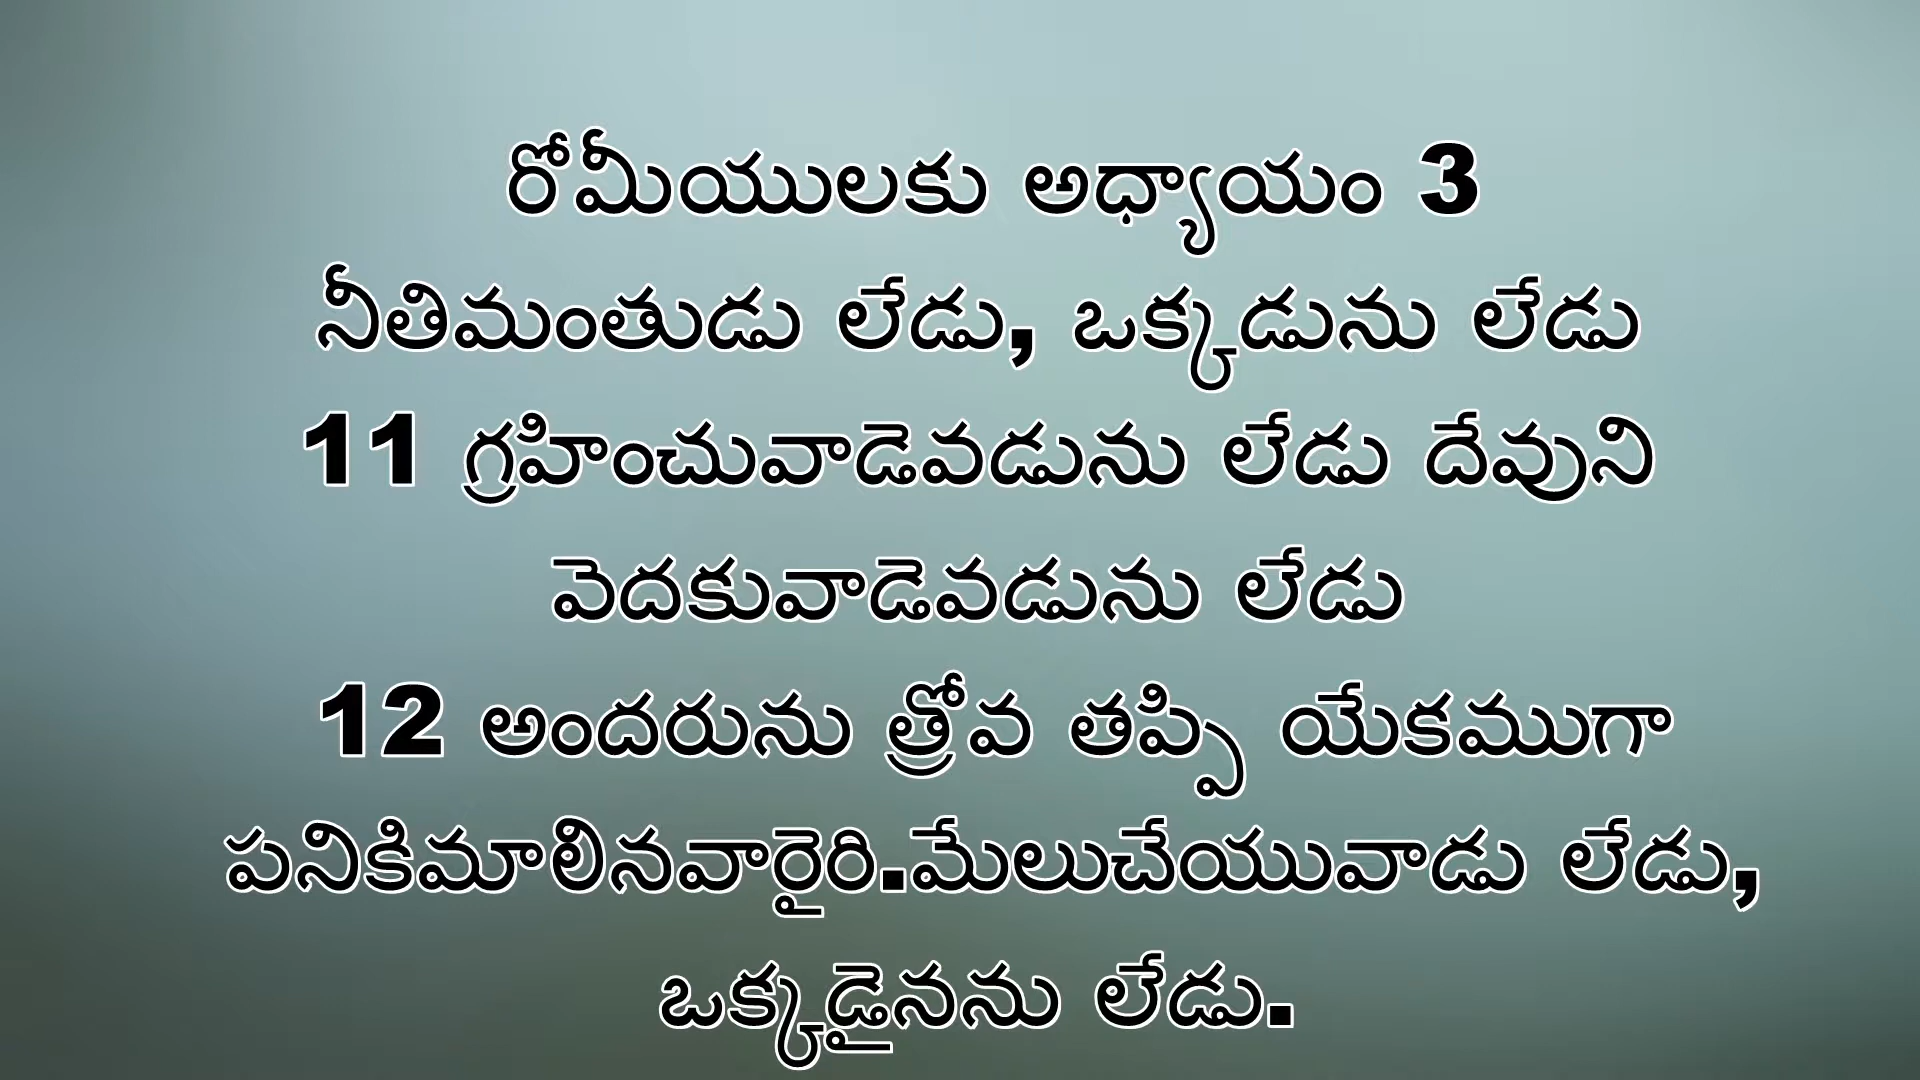 రోమీయులకు అధ్యాయం 3
నీతిమంతుడు లేడు, ఒక్కడును లేడు
11 గ్రహించువాడెవడును లేడు దేవుని
వెదకువాడెవడును లేడు
12 అందరును త్రోవ తప్పి యేకముగా
పనికిమాలినవారైరి.మేలుచేయువాడు లేడు,
ఒక్కడైనను లేడు.